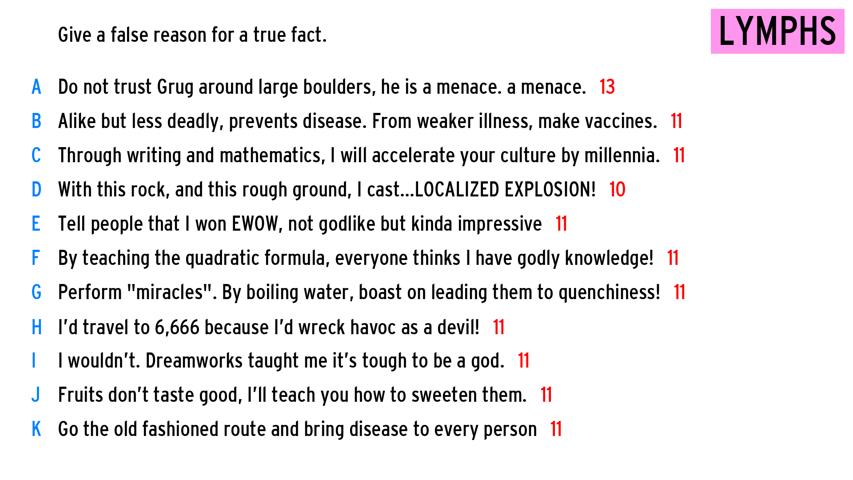 Give a false reason for a true fact.
LYMPHS
A Do not trust Grug around large boulders, he is a menace. a menace. 13
B Alike but less deadly, prevents disease. From weaker illness, make vaccines. 11
C Through writing and mathematics, I will accelerate your culture by millennia. 11
D With this rock, and this rough ground, I cast...LOCALIZED EXPLOSION! 10
E Tell people that I won EWOW, not godlike but kinda impressive 11
F By teaching the quadratic formula, everyone thinks I have godly knowledge! 11
G Perform "miracles". By boiling water, boast on leading them to quenchiness! 11
H I'd travel to 6,666 because I'd wreck havoc as a devil! 11
I I wouldn't. Dreamworks taught me it's tough to be a god. 11
J Fruits don't taste good, I'll teach you how to sweeten them. 11
K Go the old fashioned route and bring disease to every person 11